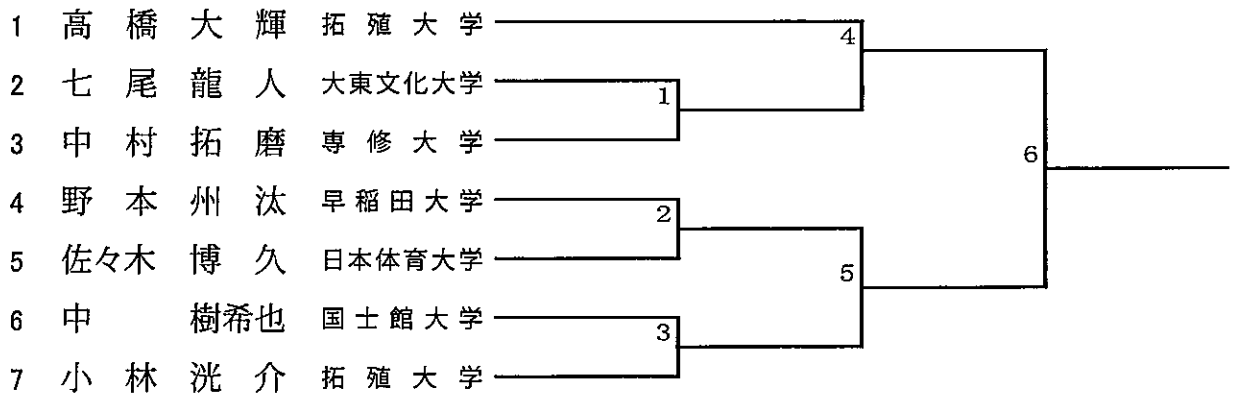 1 高橋大輝 拓殖大学
2 七尾龍人 大東文化大学
3 中村拓磨 専修大学
4 野本州汰 早稲田大学
5 佐々木博久 日本体育大学
6 中 樹希也 国士館大学
7 小林洸介 拓殖大学
4
1
6
2
5
3